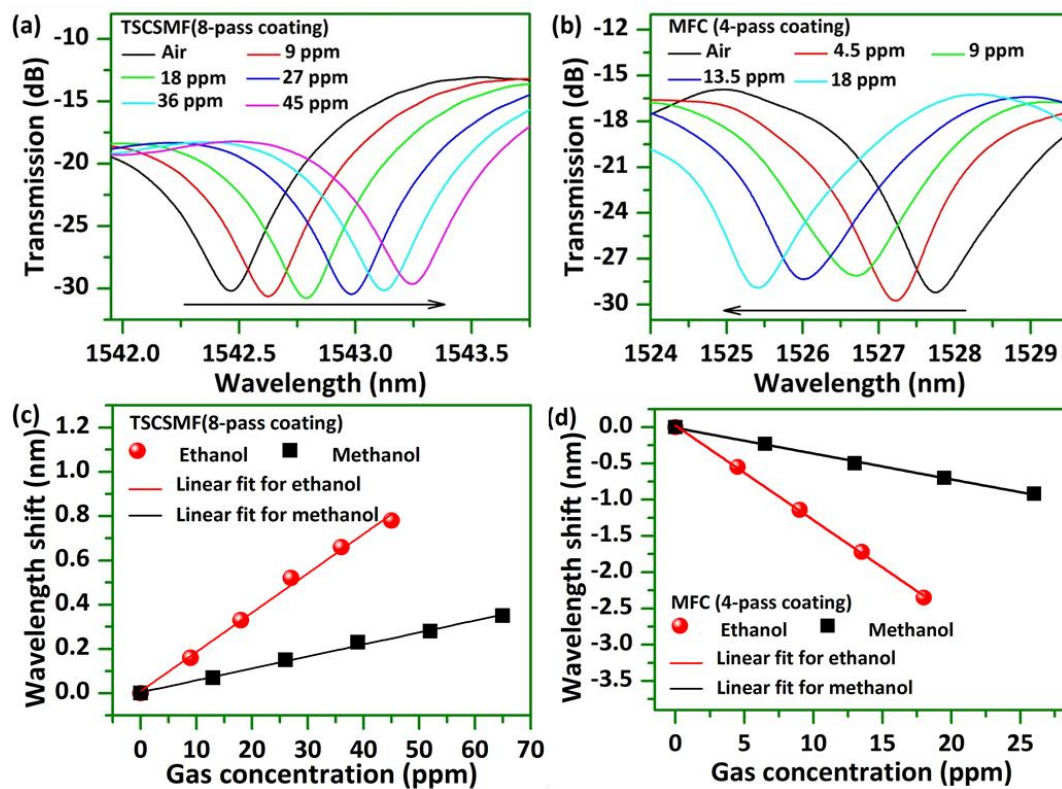 (a)
TSCSMF(8-pass coating)
Air
9 ppm
18 ppm
27 ppm
36 ppm
45 ppm
-10
-15
-20
-25
-30
Transmission (dB)
1542.0 1542.5 1543.0 1543.5
Wavelength (nm)
(b)
MFC (4-pass coating)
Air
4.5 ppm
9 ppm
13.5 ppm
18 ppm
-12
-15
-18
-21
-24
-27
-30
Transmission (dB)
1524 1525 1526 1527 1528 1529
Wavelength (nm)
(c)
TSCSMF(8-pass coating)
Ethanol Methanol
Linear fit for ethanol
Linear fit for methanol
1.2
1.0
0.8
0.6
0.4
0.2
0.0
Wavelength shift (nm)
0 10 20 30 40 50 60 70
Gas concentration (ppm)
(d)
0.0
-0.5
-1.0
-1.5
-2.0
-2.5
-3.0
-3.5
Wavelength shift (nm)
MFC (4-pass coating)
Ethanol Methanol
Linear fit for ethanol
Linear fit for methanol
0 5 10 15 20 25
Gas concentration (ppm)